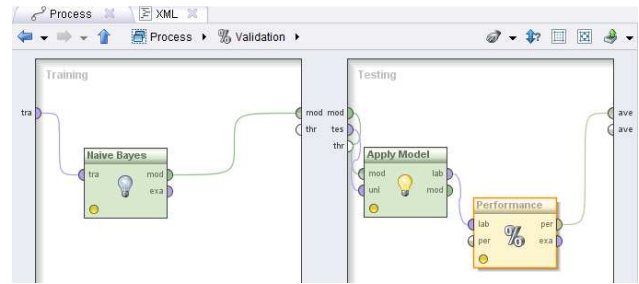 Process XML
Process Validation
Training
Testing
tra
mod mod
ave
thr tes
ave
thr
Naive Bayes
tra mod
exa
Apply Model
mod lab
unl mod
Performance
lab per
per exa